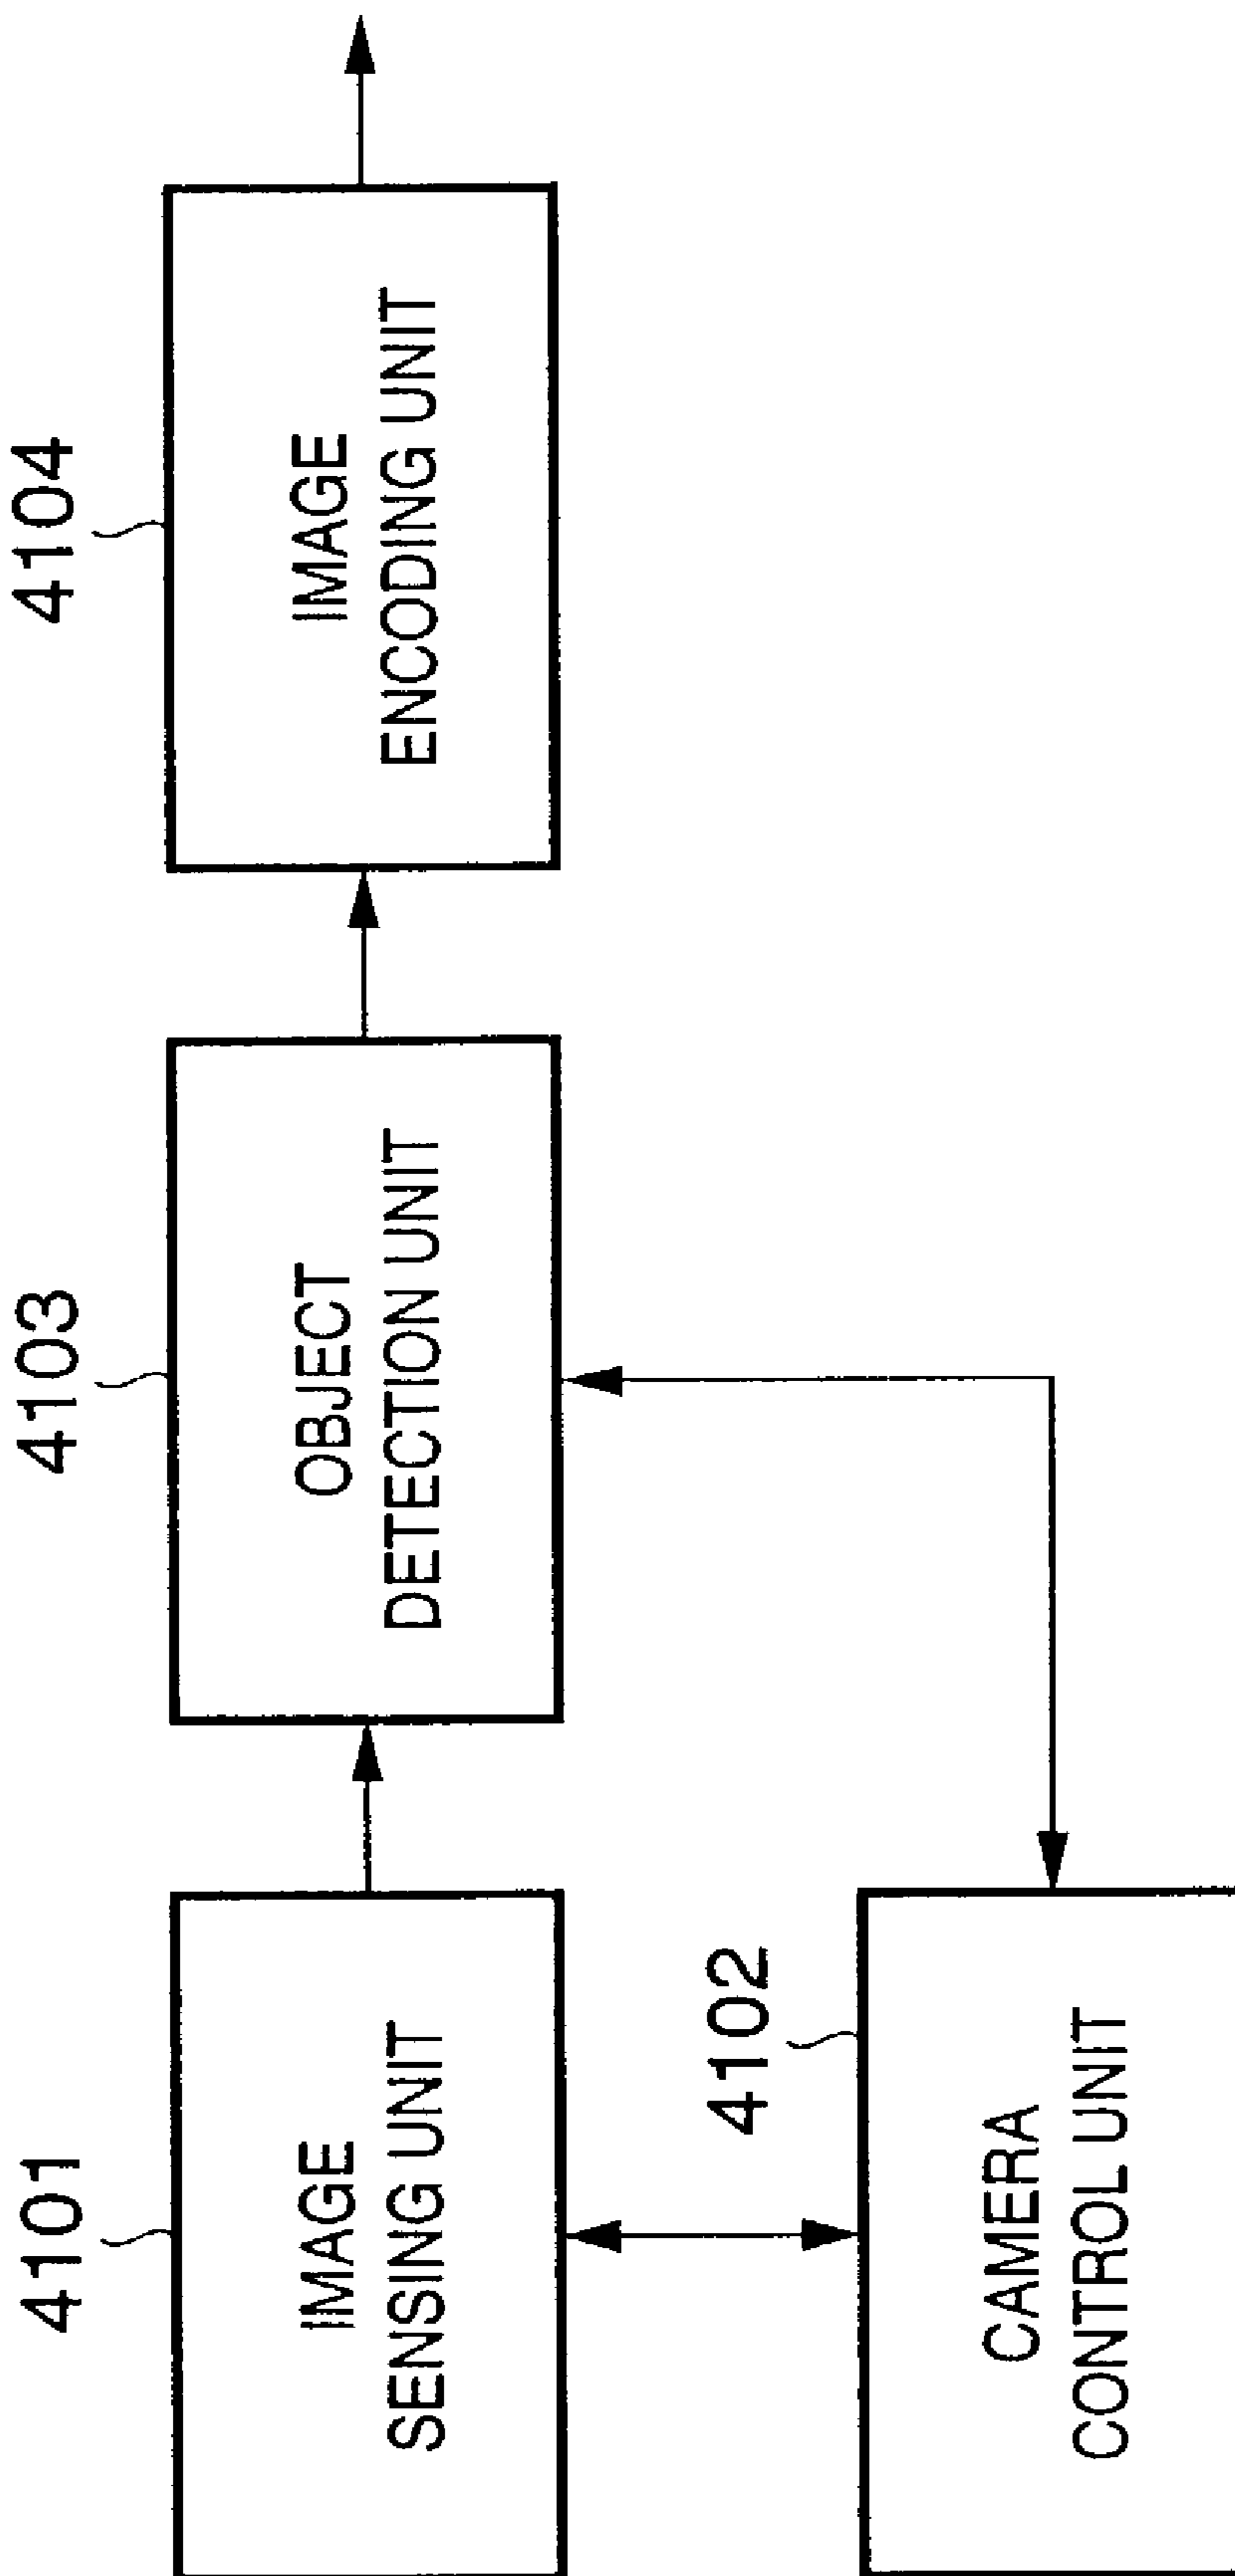 4101
IMAGE
SENSING UNIT
4103
OBJECT
DETECTION UNIT
4104
IMAGE
ENCODING UNIT
4102
CAMERA
CONTROL UNIT